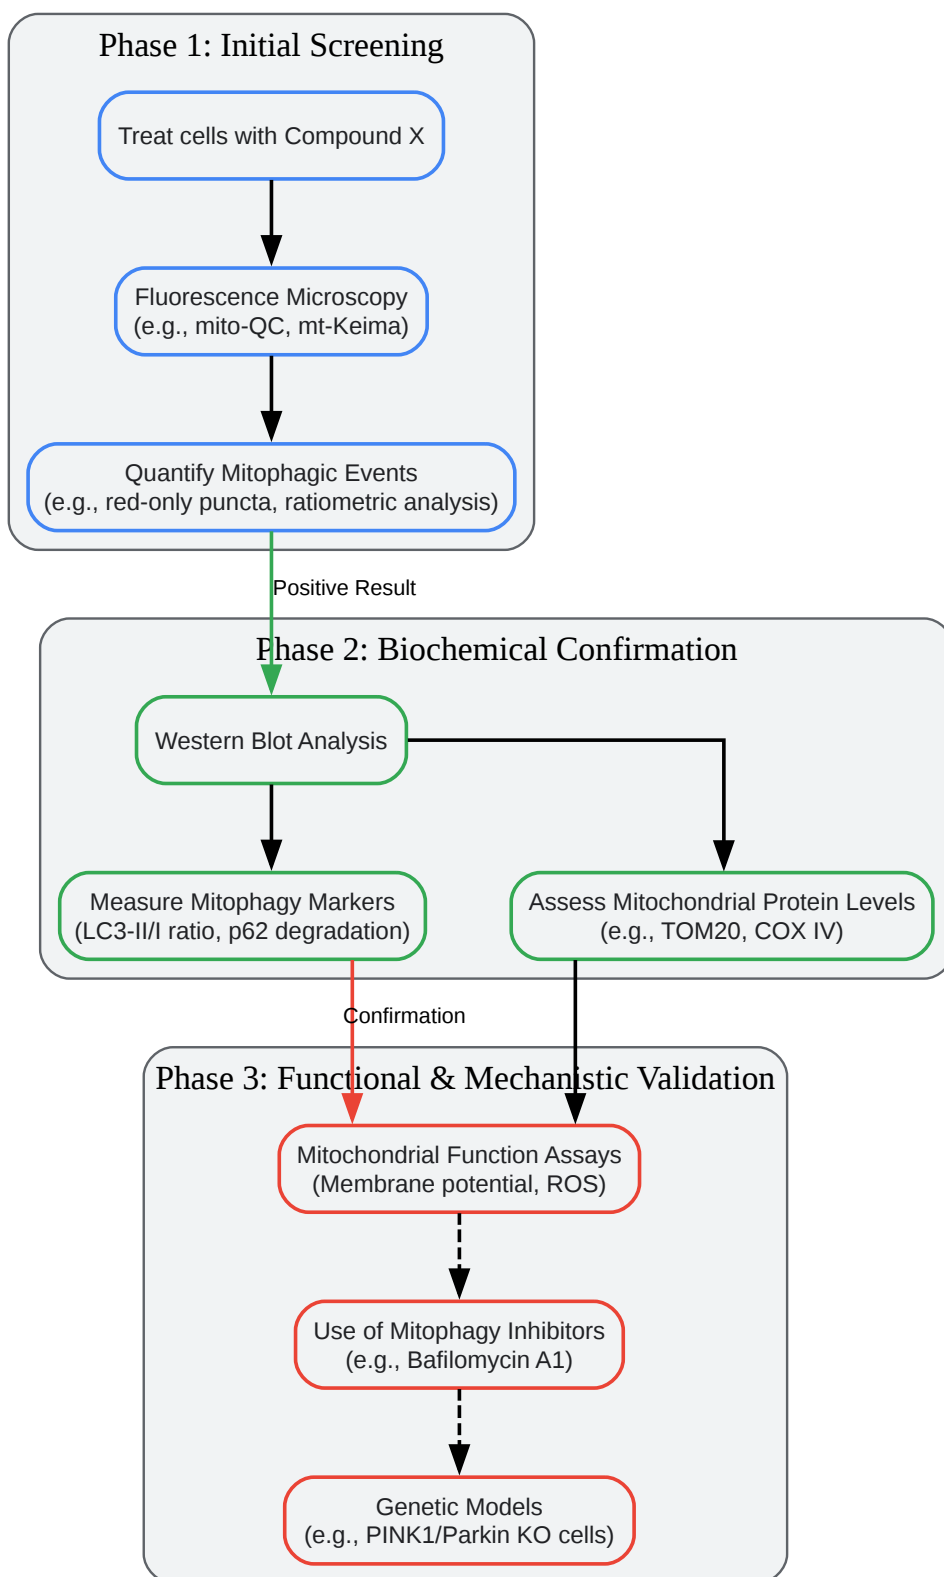 Phase 1: Initial Screening
Treat cells with Compound X
Fluorescence Microscopy
(e.g., mito-QC, mt-Keima)
Quantify Mitophagic Events
(e.g., red-only puncta, ratiometric analysis)
Positive Result
Phase 2: Biochemical Confirmation
Western Blot Analysis
Measure Mitophagy Markers
(LC3-II/I ratio, p62 degradation)
Assess Mitochondrial Protein Levels
(e.g., TOM20, COX IV)
Confirmation
Phase 3: Functional & Mechanistic Validation
Mitochondrial Function Assays
(Membrane potential, ROS)
Use of Mitophagy Inhibitors
(e.g., Bafilomycin A1)
Genetic Models
(e.g., PINK1/Parkin KO cells)